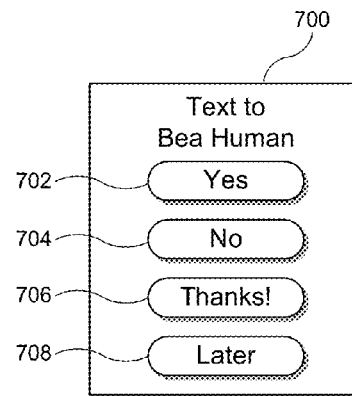 700
Text to
Bea Human
702 Yes
704 No
706 Thanks!
708 Later